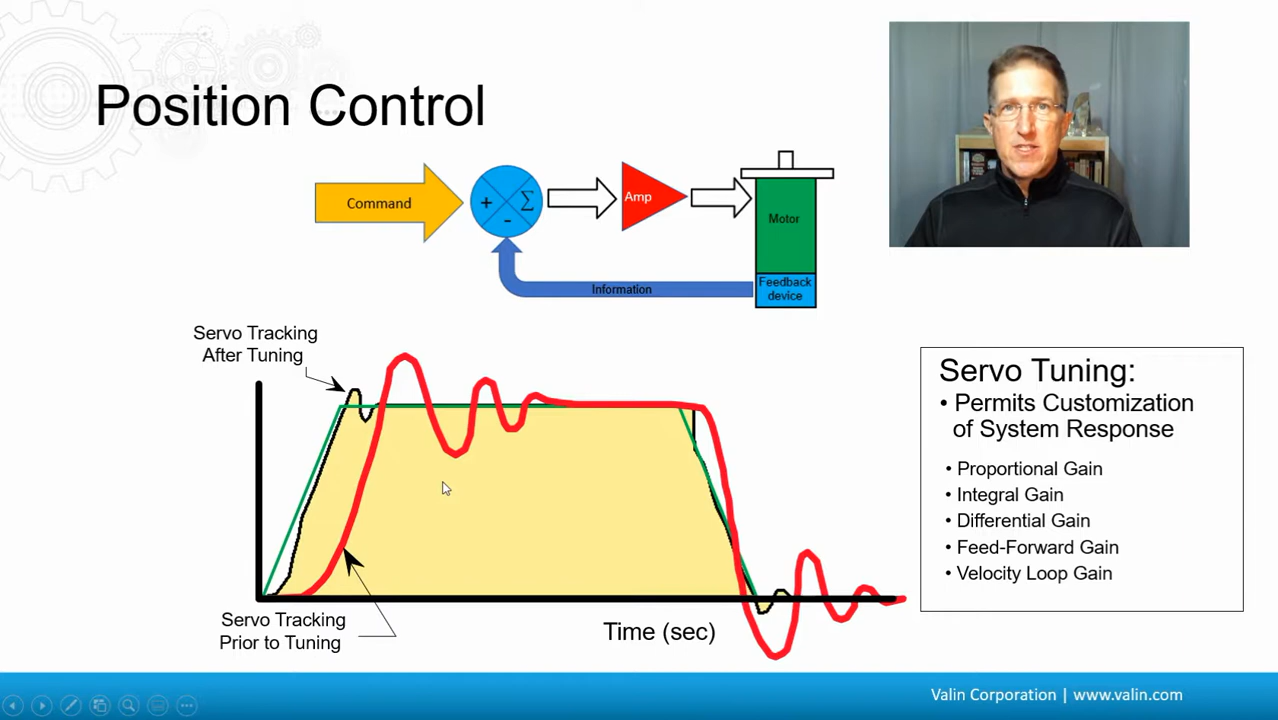 Position Control
Command
+
Σ
-
Amp
Motor
Feedback
device
Information
Servo Tracking
After Tuning
Servo Tracking
Prior to Tuning
Time (sec)
Servo Tuning:
• Permits Customization
of System Response
• Proportional Gain
• Integral Gain
• Differential Gain
• Feed-Forward Gain
• Velocity Loop Gain
Valin Corporation | www.valin.com